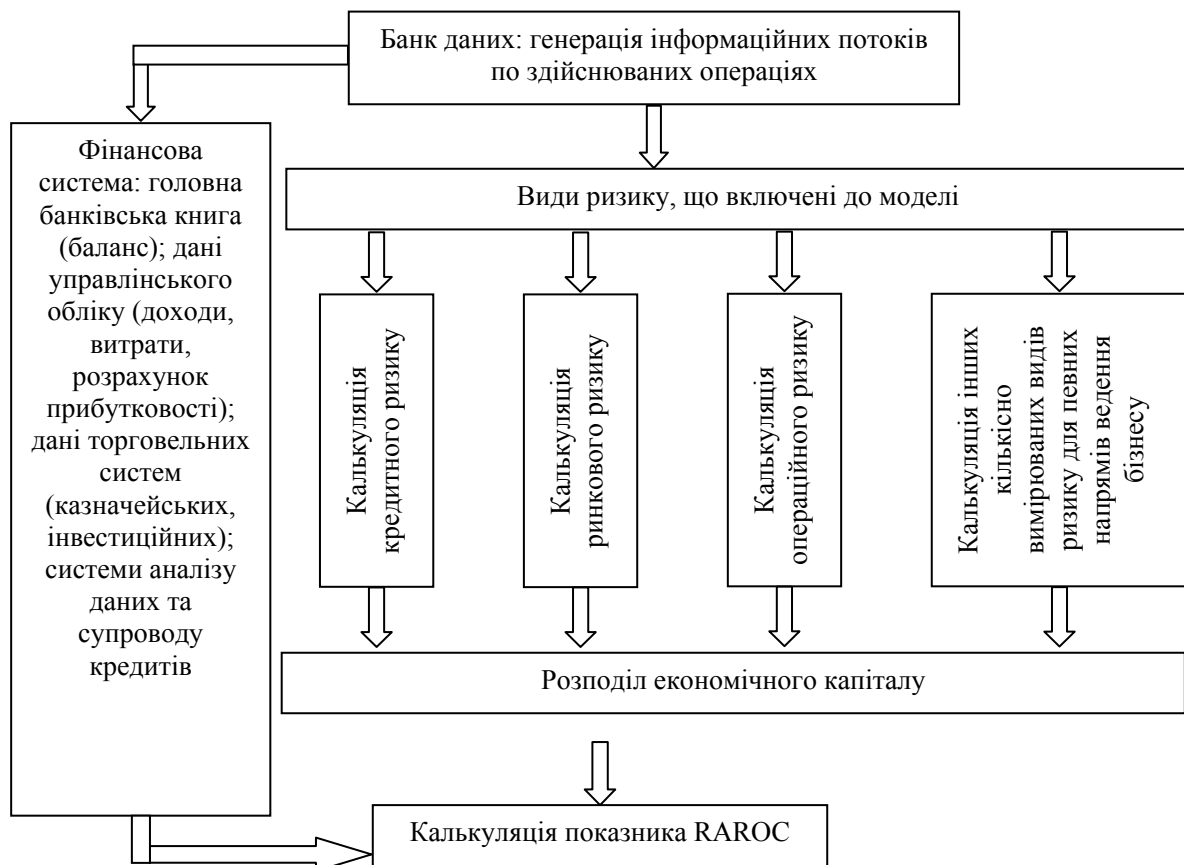 Банк даних: генерація інформаційних потоків
по здійснюваних операціях
Фінансова
система: головна
банківська книга
(баланс); дані
управлінського
обліку (доходи,
витрати,
розрахунок
прибутковості);
дані торговельних
систем
(казначейських,
інвестиційних);
системи аналізу
даних та
супроводу
кредитів
Види ризику, що включені до моделі
Калькуляція
кредитного ризику
Калькуляція
ринкового ризику
Калькуляція
операційного ризику
Калькуляція інших
кількісно
вимірюваних видів
ризику для певних
напрямів ведення
бізнесу
Розподіл економічного капіталу
Калькуляція показника RAROC